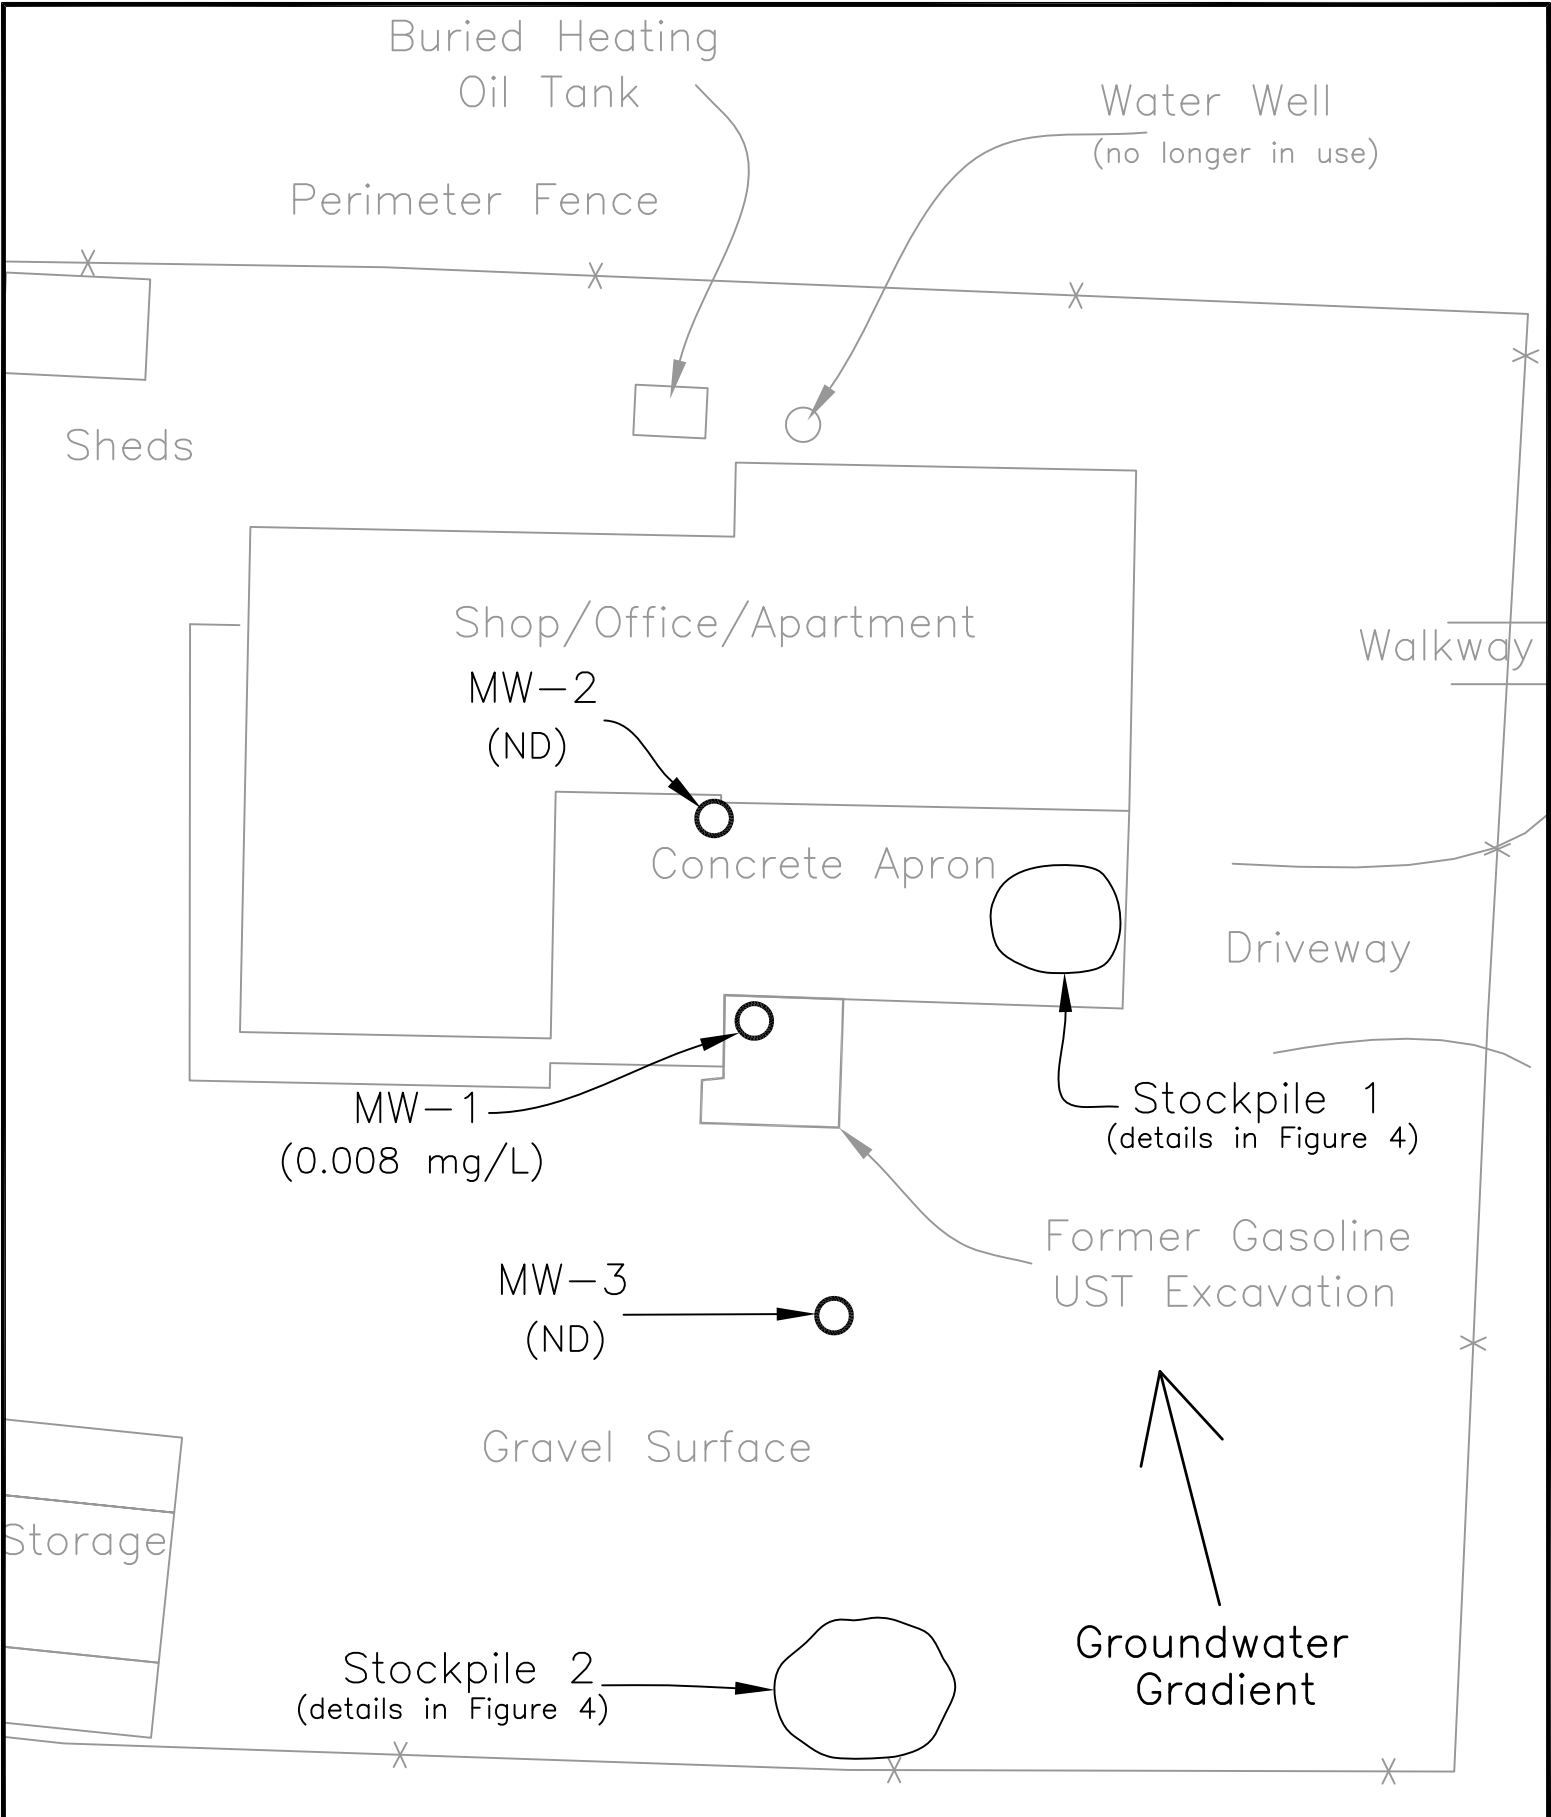 Buried Heating
Oil Tank
Water Well
(no longer in use)
Perimeter Fence
Sheds
Shop/Office/Apartment
Walkway
MW-2
(ND)
Concrete Apron
Driveway
MW-1
(0.008 mg/L)
Stockpile 1
(details in Figure 4)
Former Gasoline
UST Excavation
MW-3
(ND)
Gravel Surface
Storage
Groundwater
Gradient
Stockpile 2
(details in Figure 4)